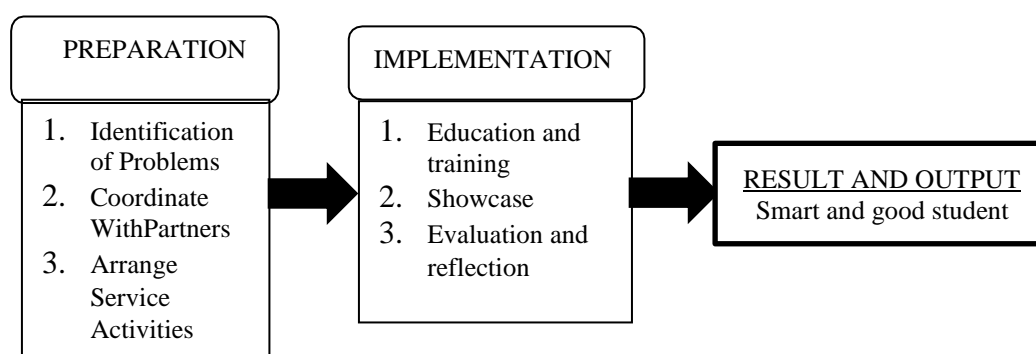 PREPARATION
1. Identification
of Problems
2. Coordinate
WithPartners
3. Arrange
Service
Activities
IMPLEMENTATION
1. Education and
training
2. Showcase
3. Evaluation and
reflection
RESULT AND OUTPUT
Smart and good student